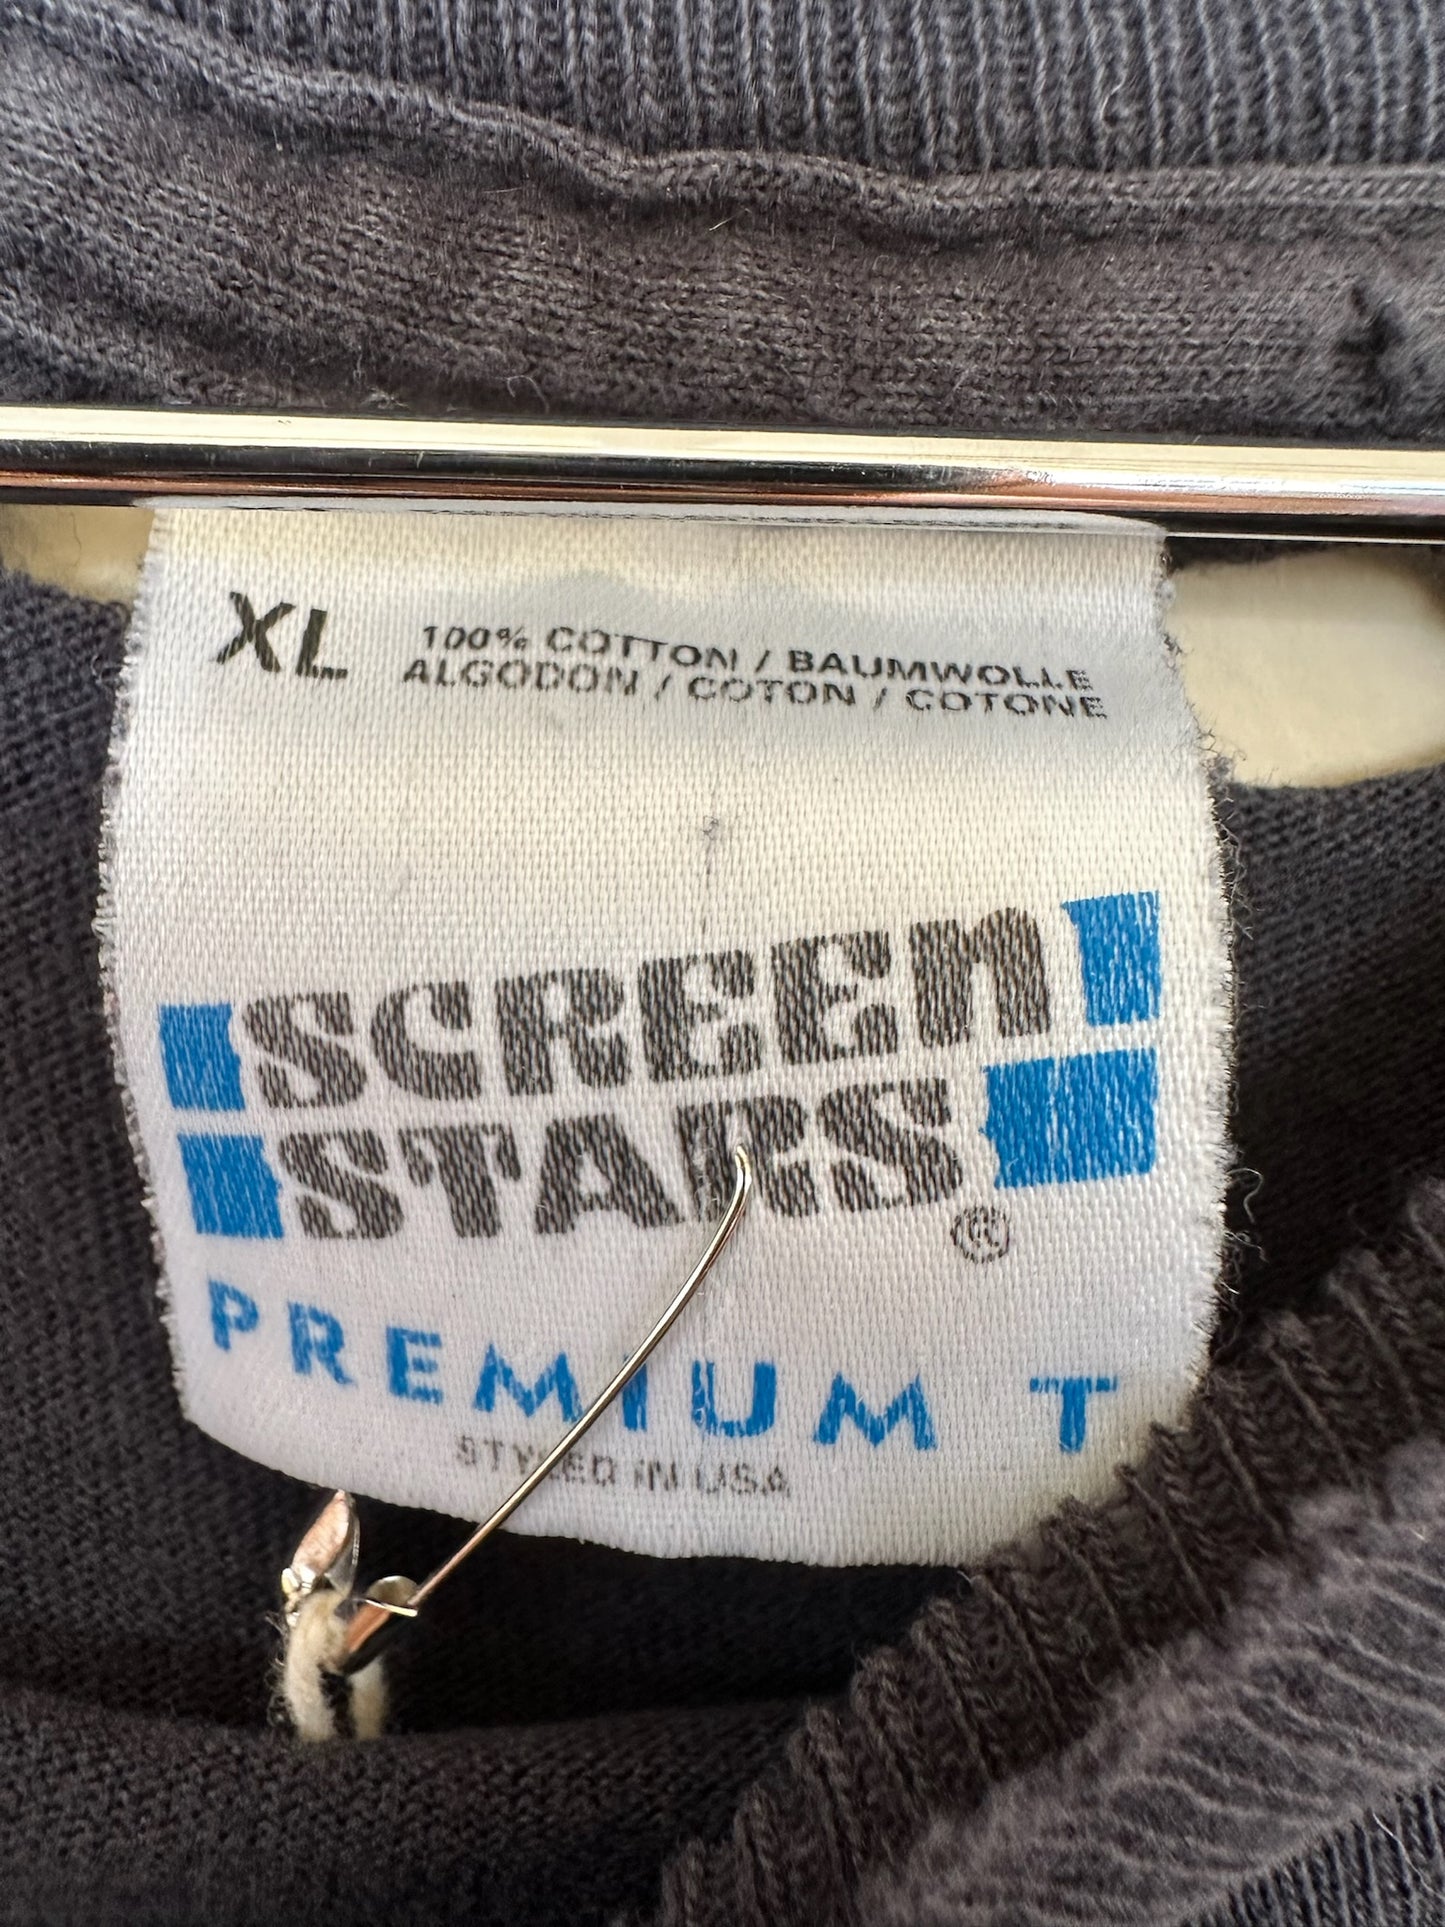 XL
100% COTTON / BAUMWOLLE
ALGODON / COTON / COTONE
SCREEN
STARS®
PREMIUM T
STYLED IN USA